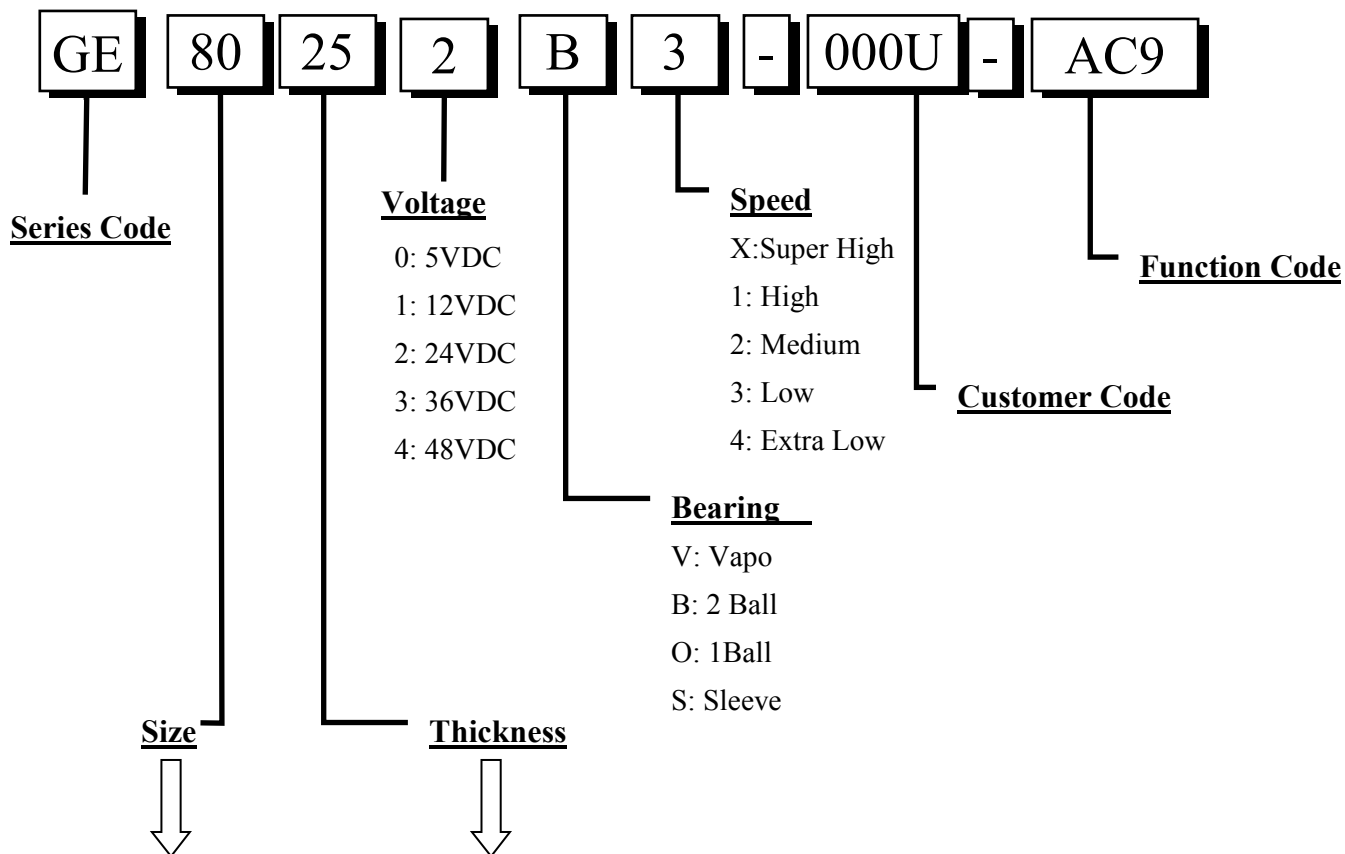 GE 80 25 2 B 3 - 000U - AC9
Series Code
Voltage
0: 5VDC
1: 12VDC
2: 24VDC
3: 36VDC
4: 48VDC
Speed
X:Super High
1: High
2: Medium
3: Low
4: Extra Low
Function Code
Customer Code
Bearing
V: Vapo
B: 2 Ball
O: 1Ball
S: Sleeve
Size
Thickness